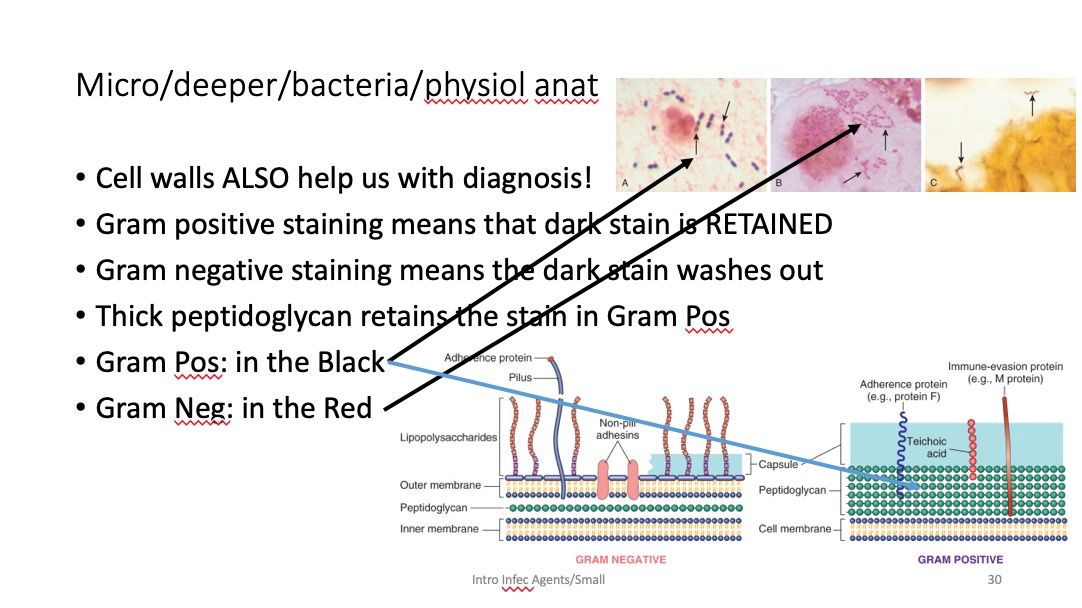 Micro/deeper/bacteria/physiol anat
A
B
C
• Cell walls ALSO help us with diagnosis!
• Gram positive staining means that dark stain is RETAINED
• Gram negative staining means the dark stain washes out
• Thick peptidoglycan retains the stain in Gram Pos
• Gram Pos: in the Black
• Gram Neg: in the Red
Adherence protein
Pilus
Lipopolysaccharides
Non-pili
adhesins
Outer membrane
Peptidoglycan
Inner membrane
GRAM NEGATIVE
Immune-evasion protein
(e.g., M protein)
Adherence protein
(e.g., protein F)
Teichoic
acid
Capsule
Peptidoglycan
Cell membrane
GRAM POSITIVE
Intro Infec Agents/Small
30